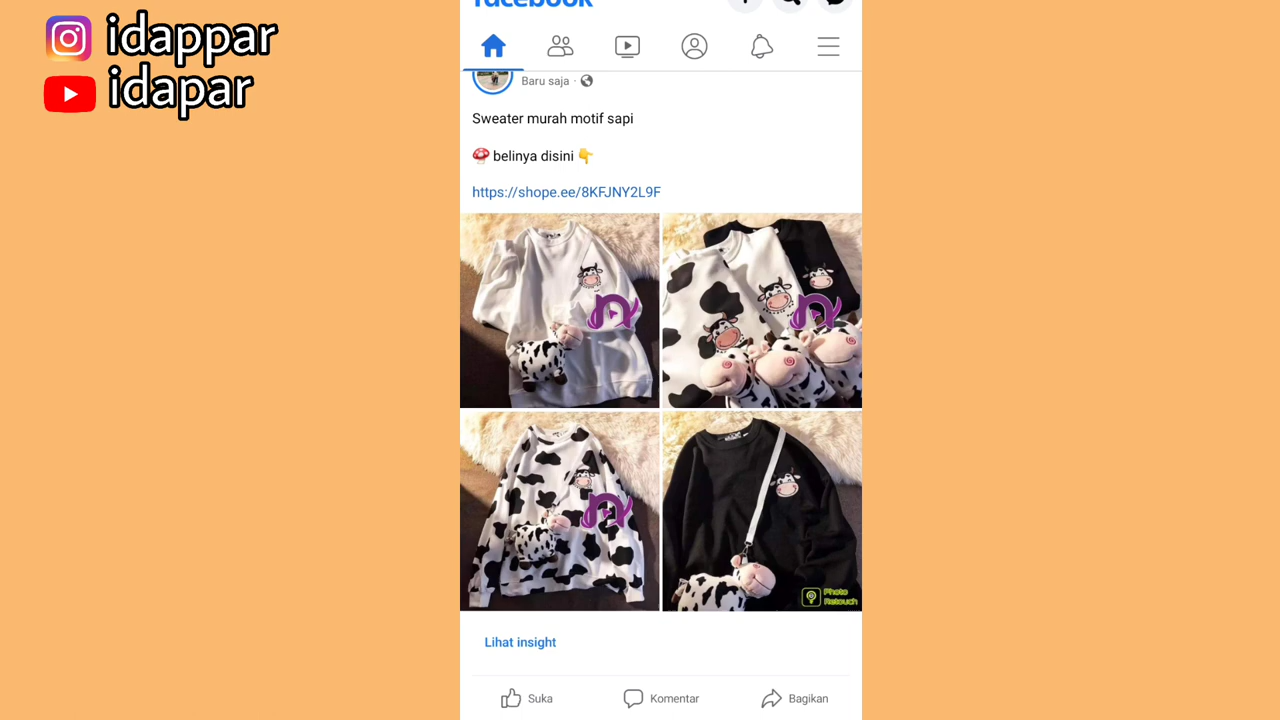 idappar
idapar
facebook
Baru saja
Sweater murah motif sapi
🍄 belinya disini 👇
https://shope.ee/8KFJNY2L9F
Photo
Retouch
Lihat insight
Suka
Komentar
Bagikan